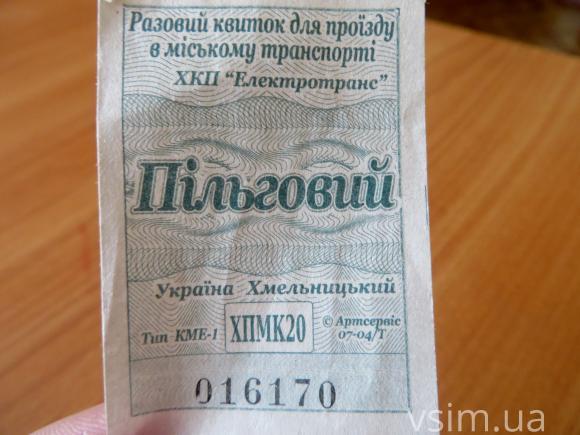 Разовий квиток для проїзду
в міському транспорті
ХКП "Електротранс"
Пільговий
Україна Хмельницький
Тип КМЕ-1 ХПМК20 © Артсервіс
07-04/Т
016170
vsim.ua